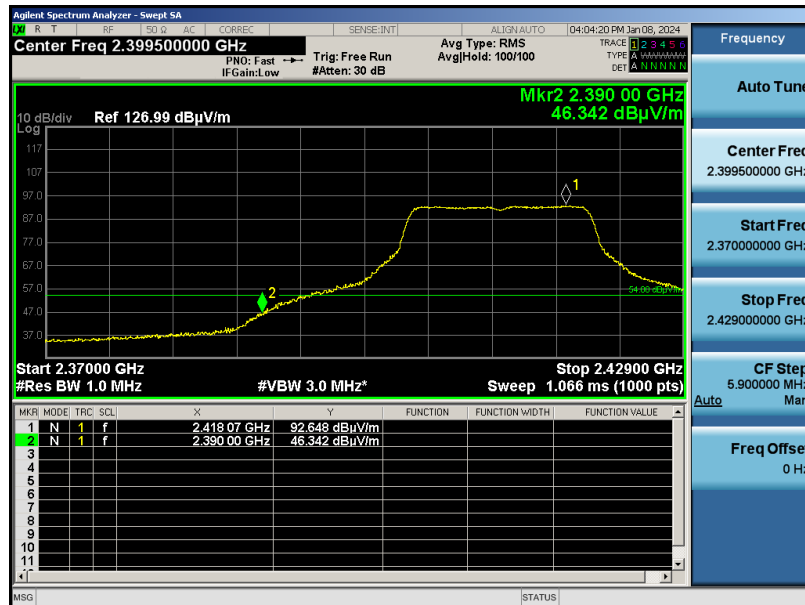 Agilent Spectrum Analyzer - Swept SA
LXI R T RF 50 Ω AC CORREC SENSE:INT ALIGN AUTO 04:04:20 PM Jan 08, 2024
Center Freq 2.399500000 GHz
PNO: Fast
IFGain:Low
Trig: Free Run
#Atten: 30 dB
Avg Type: RMS
Avg|Hold: 100/100
TRACE 1 2 3 4 5 6
TYPE A WWWWW
DET A N N N N N
Mkr2 2.390 00 GHz
46.342 dBµV/m
10 dB/div Ref 126.99 dBµV/m
Log
117
107
97.0
87.0
77.0
67.0
57.0
47.0
37.0
1
2
54.00 dBµV/m
Start 2.37000 GHz Stop 2.42900 GHz
#Res BW 1.0 MHz #VBW 3.0 MHz* Sweep 1.066 ms (1000 pts)
MKR MODE TRC SCL X Y FUNCTION FUNCTION WIDTH FUNCTION VALUE
1 N 1 f 2.418 07 GHz 92.648 dBµV/m
2 N 1 f 2.390 00 GHz 46.342 dBµV/m
3
4
5
6
7
8
9
10
11
MSG STATUS
Frequency
Auto Tune
Center Freq
2.399500000 GHz
Start Freq
2.370000000 GHz
Stop Freq
2.429000000 GHz
CF Step
5.900000 MHz
Auto Man
Freq Offset
0 Hz